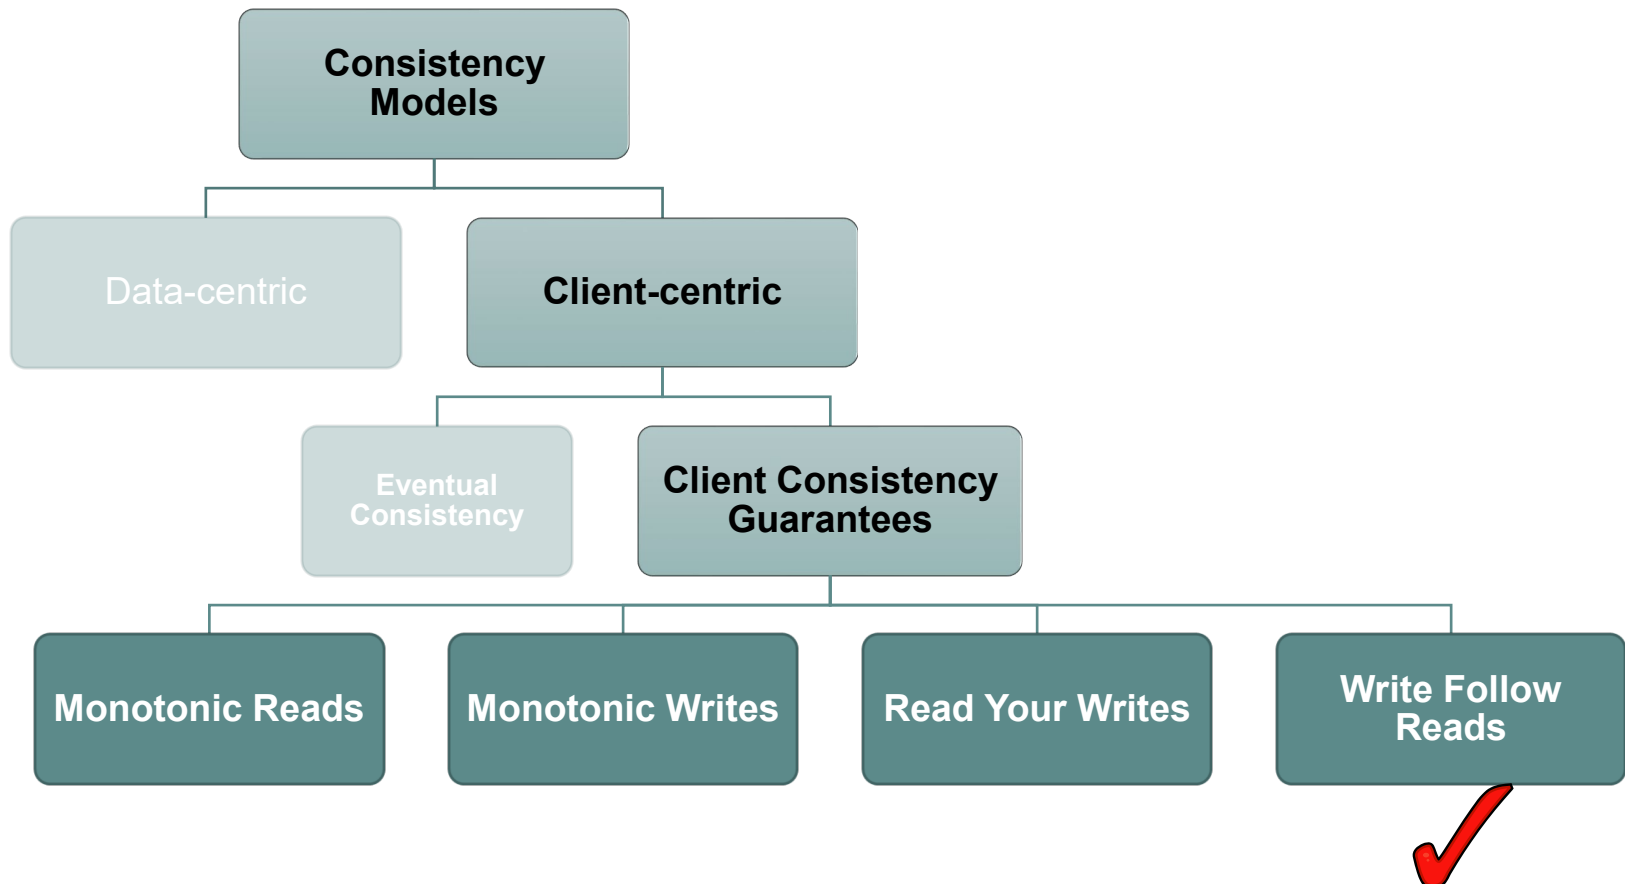 Consistency
Models
Data-centric
Client-centric
Eventual
Consistency
Client Consistency
Guarantees
Monotonic Reads
Monotonic Writes
Read Your Writes
Write Follow
Reads